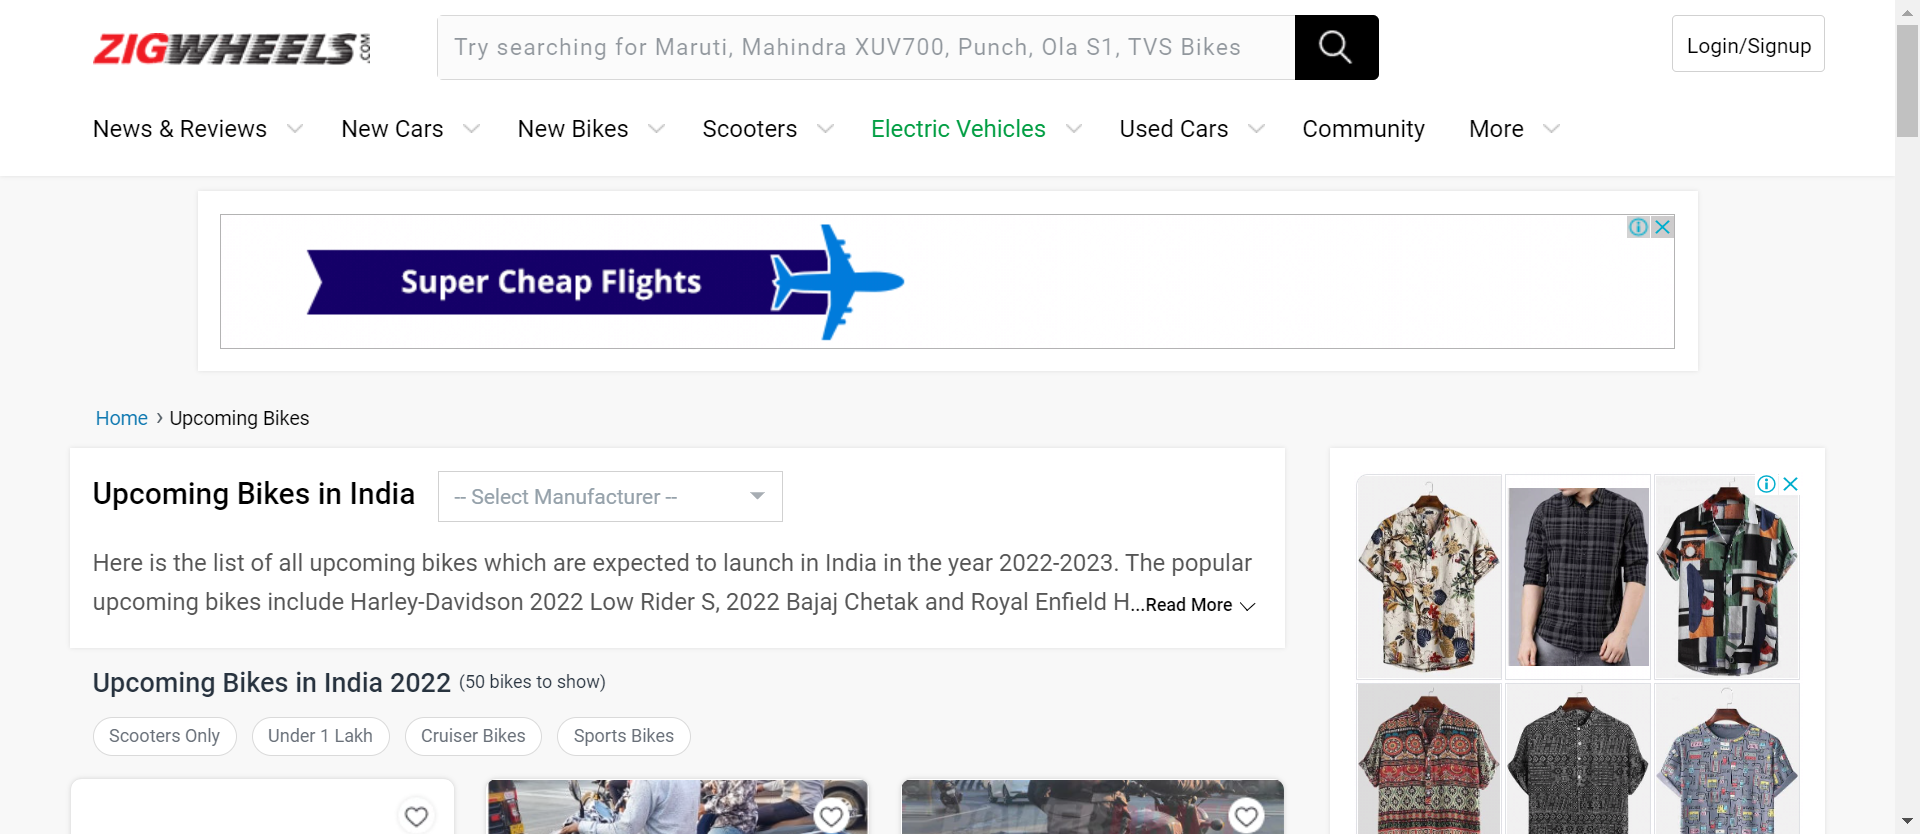 ZIGWHEELS.COM
Try searching for Maruti, Mahindra XUV700, Punch, Ola S1, TVS Bikes
Login/Signup
News & Reviews New Cars New Bikes Scooters Electric Vehicles Used Cars Community More
Super Cheap Flights
Home › Upcoming Bikes
Upcoming Bikes in India -- Select Manufacturer --
Here is the list of all upcoming bikes which are expected to launch in India in the year 2022-2023. The popular
upcoming bikes include Harley-Davidson 2022 Low Rider S, 2022 Bajaj Chetak and Royal Enfield H...Read More
Upcoming Bikes in India 2022 (50 bikes to show)
Scooters Only Under 1 Lakh Cruiser Bikes Sports Bikes